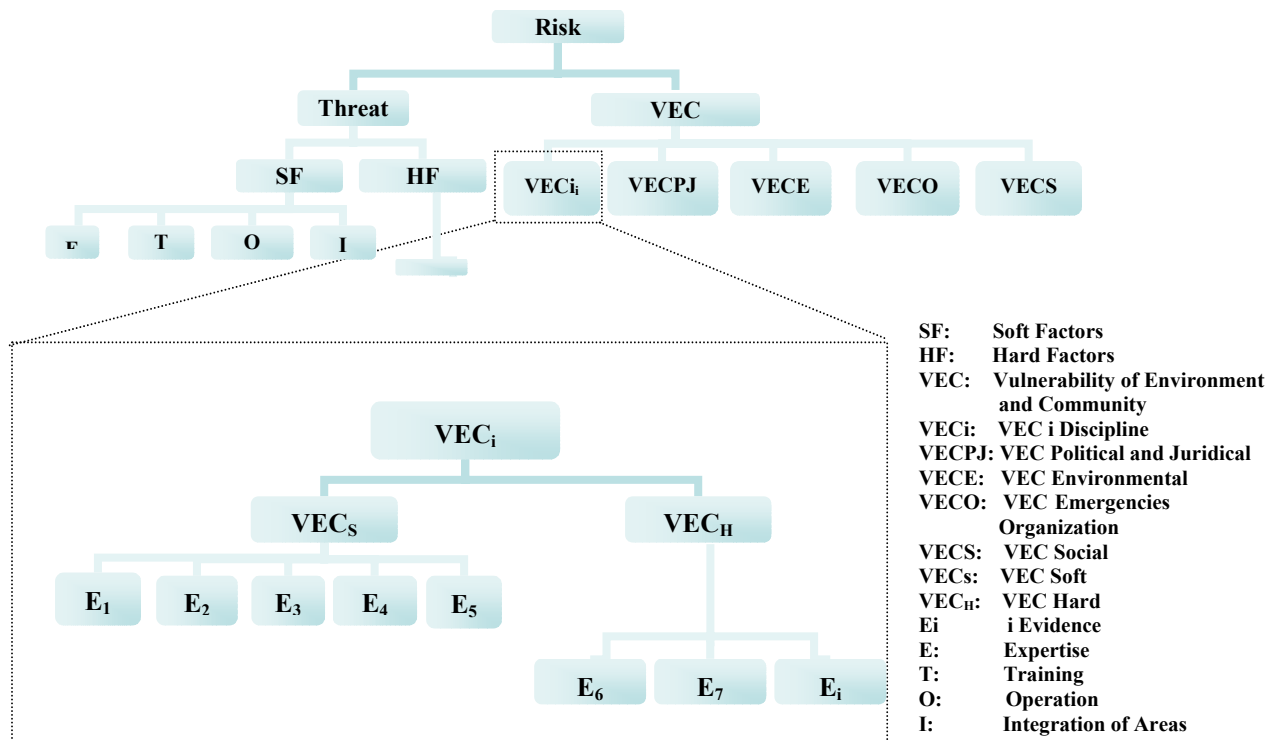 Risk
Threat
VEC
SF
HF
VECiᵢ
VECPJ
VECE
VECO
VECS
T
O
I
VECᵢ
VECₛ
VEC_H
E₁
E₂
E₃
E₄
E₅
E₆
E₇
Eᵢ
SF: Soft Factors
HF: Hard Factors
VEC: Vulnerability of Environment
and Community
VECi: VEC i Discipline
VECPJ: VEC Political and Juridical
VECE: VEC Environmental
VECO: VEC Emergencies
Organization
VECS: VEC Social
VECs: VEC Soft
VEC_H: VEC Hard
Ei i Evidence
E: Expertise
T: Training
O: Operation
I: Integration of Areas